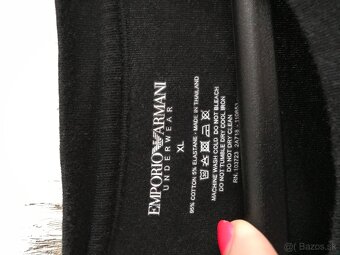 EMPORIO ARMANI
UNDERWEAR
XL
95% COTTON 5% ELASTANE - MADE IN THAILAND
MACHINE WASH COLD DO NOT BLEACH
DO NOT TUMBLE DRY COOL IRON
DO NOT DRY CLEAN
bazos.sk